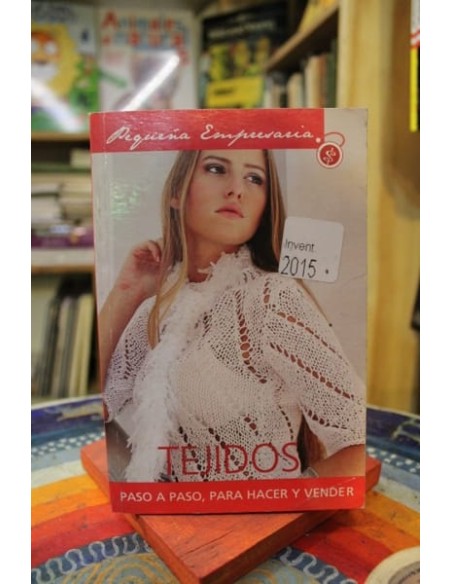 Pequeña Empresaria
Invent.
2015.
TEJIDOS
PASO A PASO, PARA HACER Y VENDER